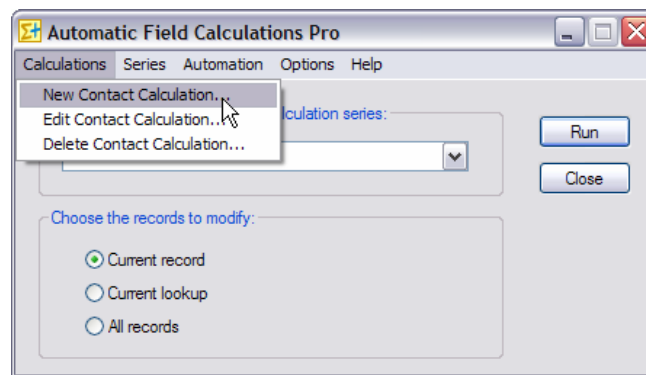 Automatic Field Calculations Pro
Calculations Series Automation Options Help
New Contact Calculation...
Edit Contact Calculation...
Delete Contact Calculation...
series:
Run
Close
Choose the records to modify:
Current record
Current lookup
All records